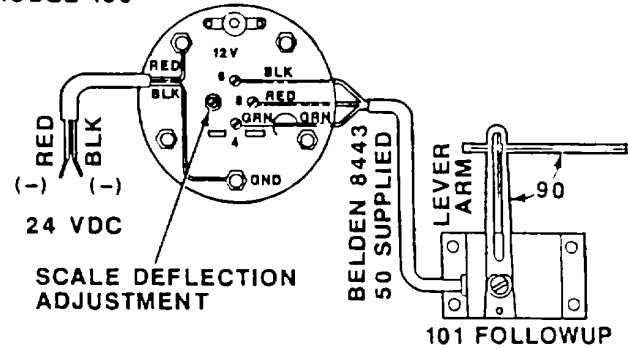 12V
RED
BLK
6
BLK
8
RED
GRN
GRN
4
GND
RED
BLK
(-)
(-)
24 VDC
SCALE DEFLECTION
ADJUSTMENT
BELDEN 8443
50 SUPPLIED
LEVER
ARM
90
101 FOLLOWUP